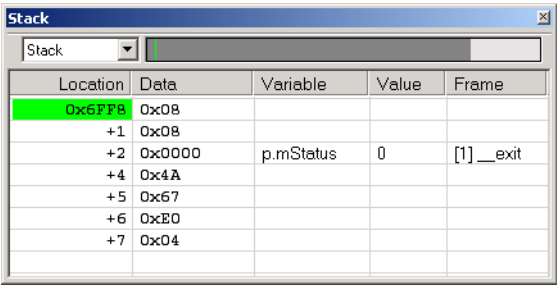 Stack
Stack
Location Data Variable Value Frame
0x6FF8 0x08
+1 0x08
+2 0x0000 p.mStatus 0 [1] __exit
+4 0x4A
+5 0x67
+6 0xE0
+7 0x04